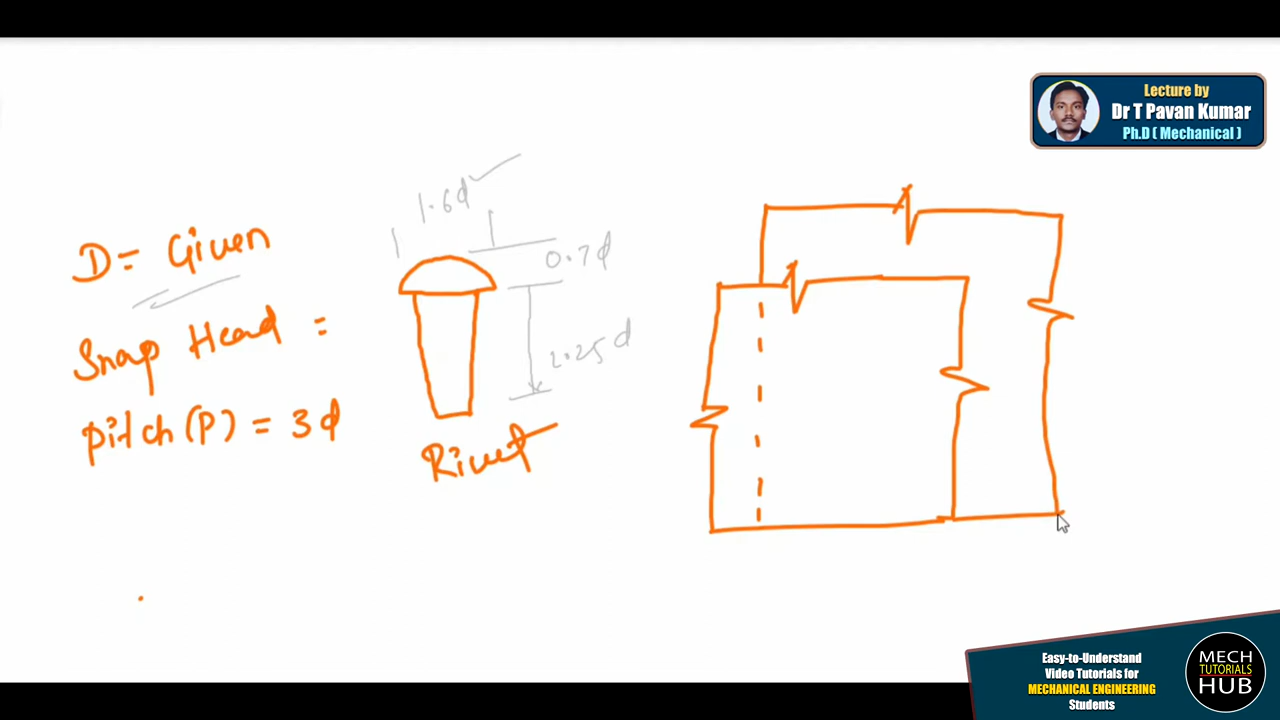 Lecture by
Dr T Pavan Kumar
Ph.D ( Mechanical )
1.6d
0.7d
D = Given
2.25d
Snap Head =
Pitch (P) = 3d
Rivet
Easy-to-Understand
Video Tutorials for
MECHANICAL ENGINEERING
Students
MECH
TUTORIALS
HUB